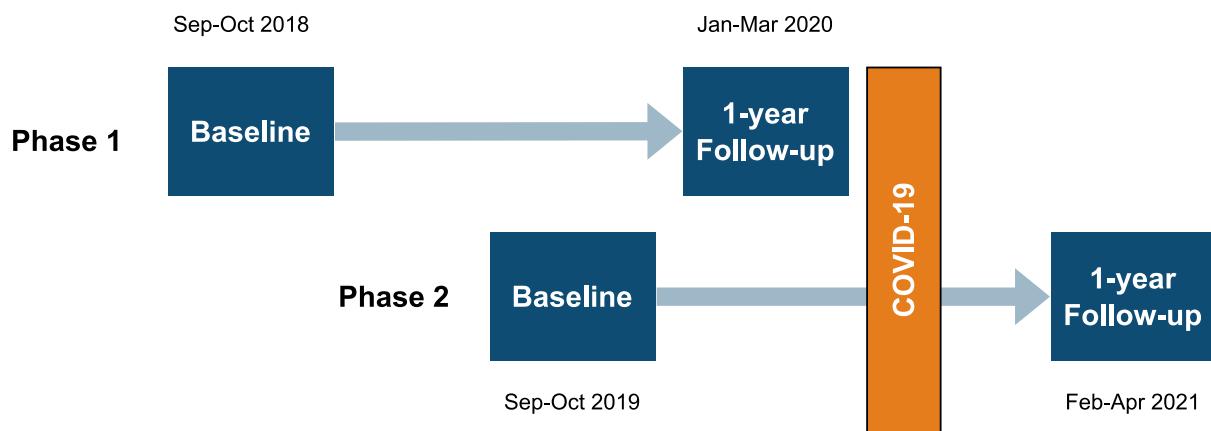 Sep-Oct 2018
Jan-Mar 2020
Phase 1
Baseline
1-year
Follow-up
COVID-19
Phase 2
Baseline
1-year
Follow-up
Sep-Oct 2019
Feb-Apr 2021